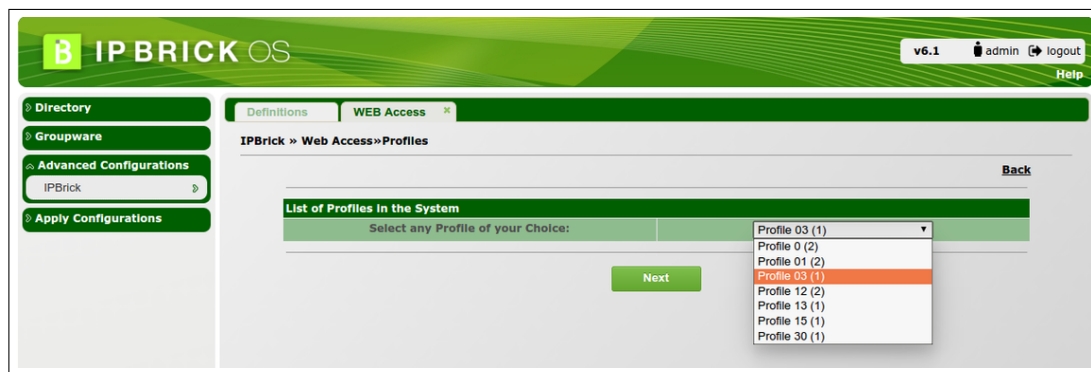 IPBRICK OS
v6.1 admin logout
Help
Directory
Groupware
Advanced Configurations
IPBrick
Apply Configurations
Definitions WEB Access
IPBrick » Web Access»Profiles
Back
List of Profiles in the System
Select any Profile of your Choice: Profile 03 (1)
Profile 0 (2)
Profile 01 (2)
Profile 03 (1)
Profile 12 (2)
Profile 13 (1)
Profile 15 (1)
Profile 30 (1)
Next